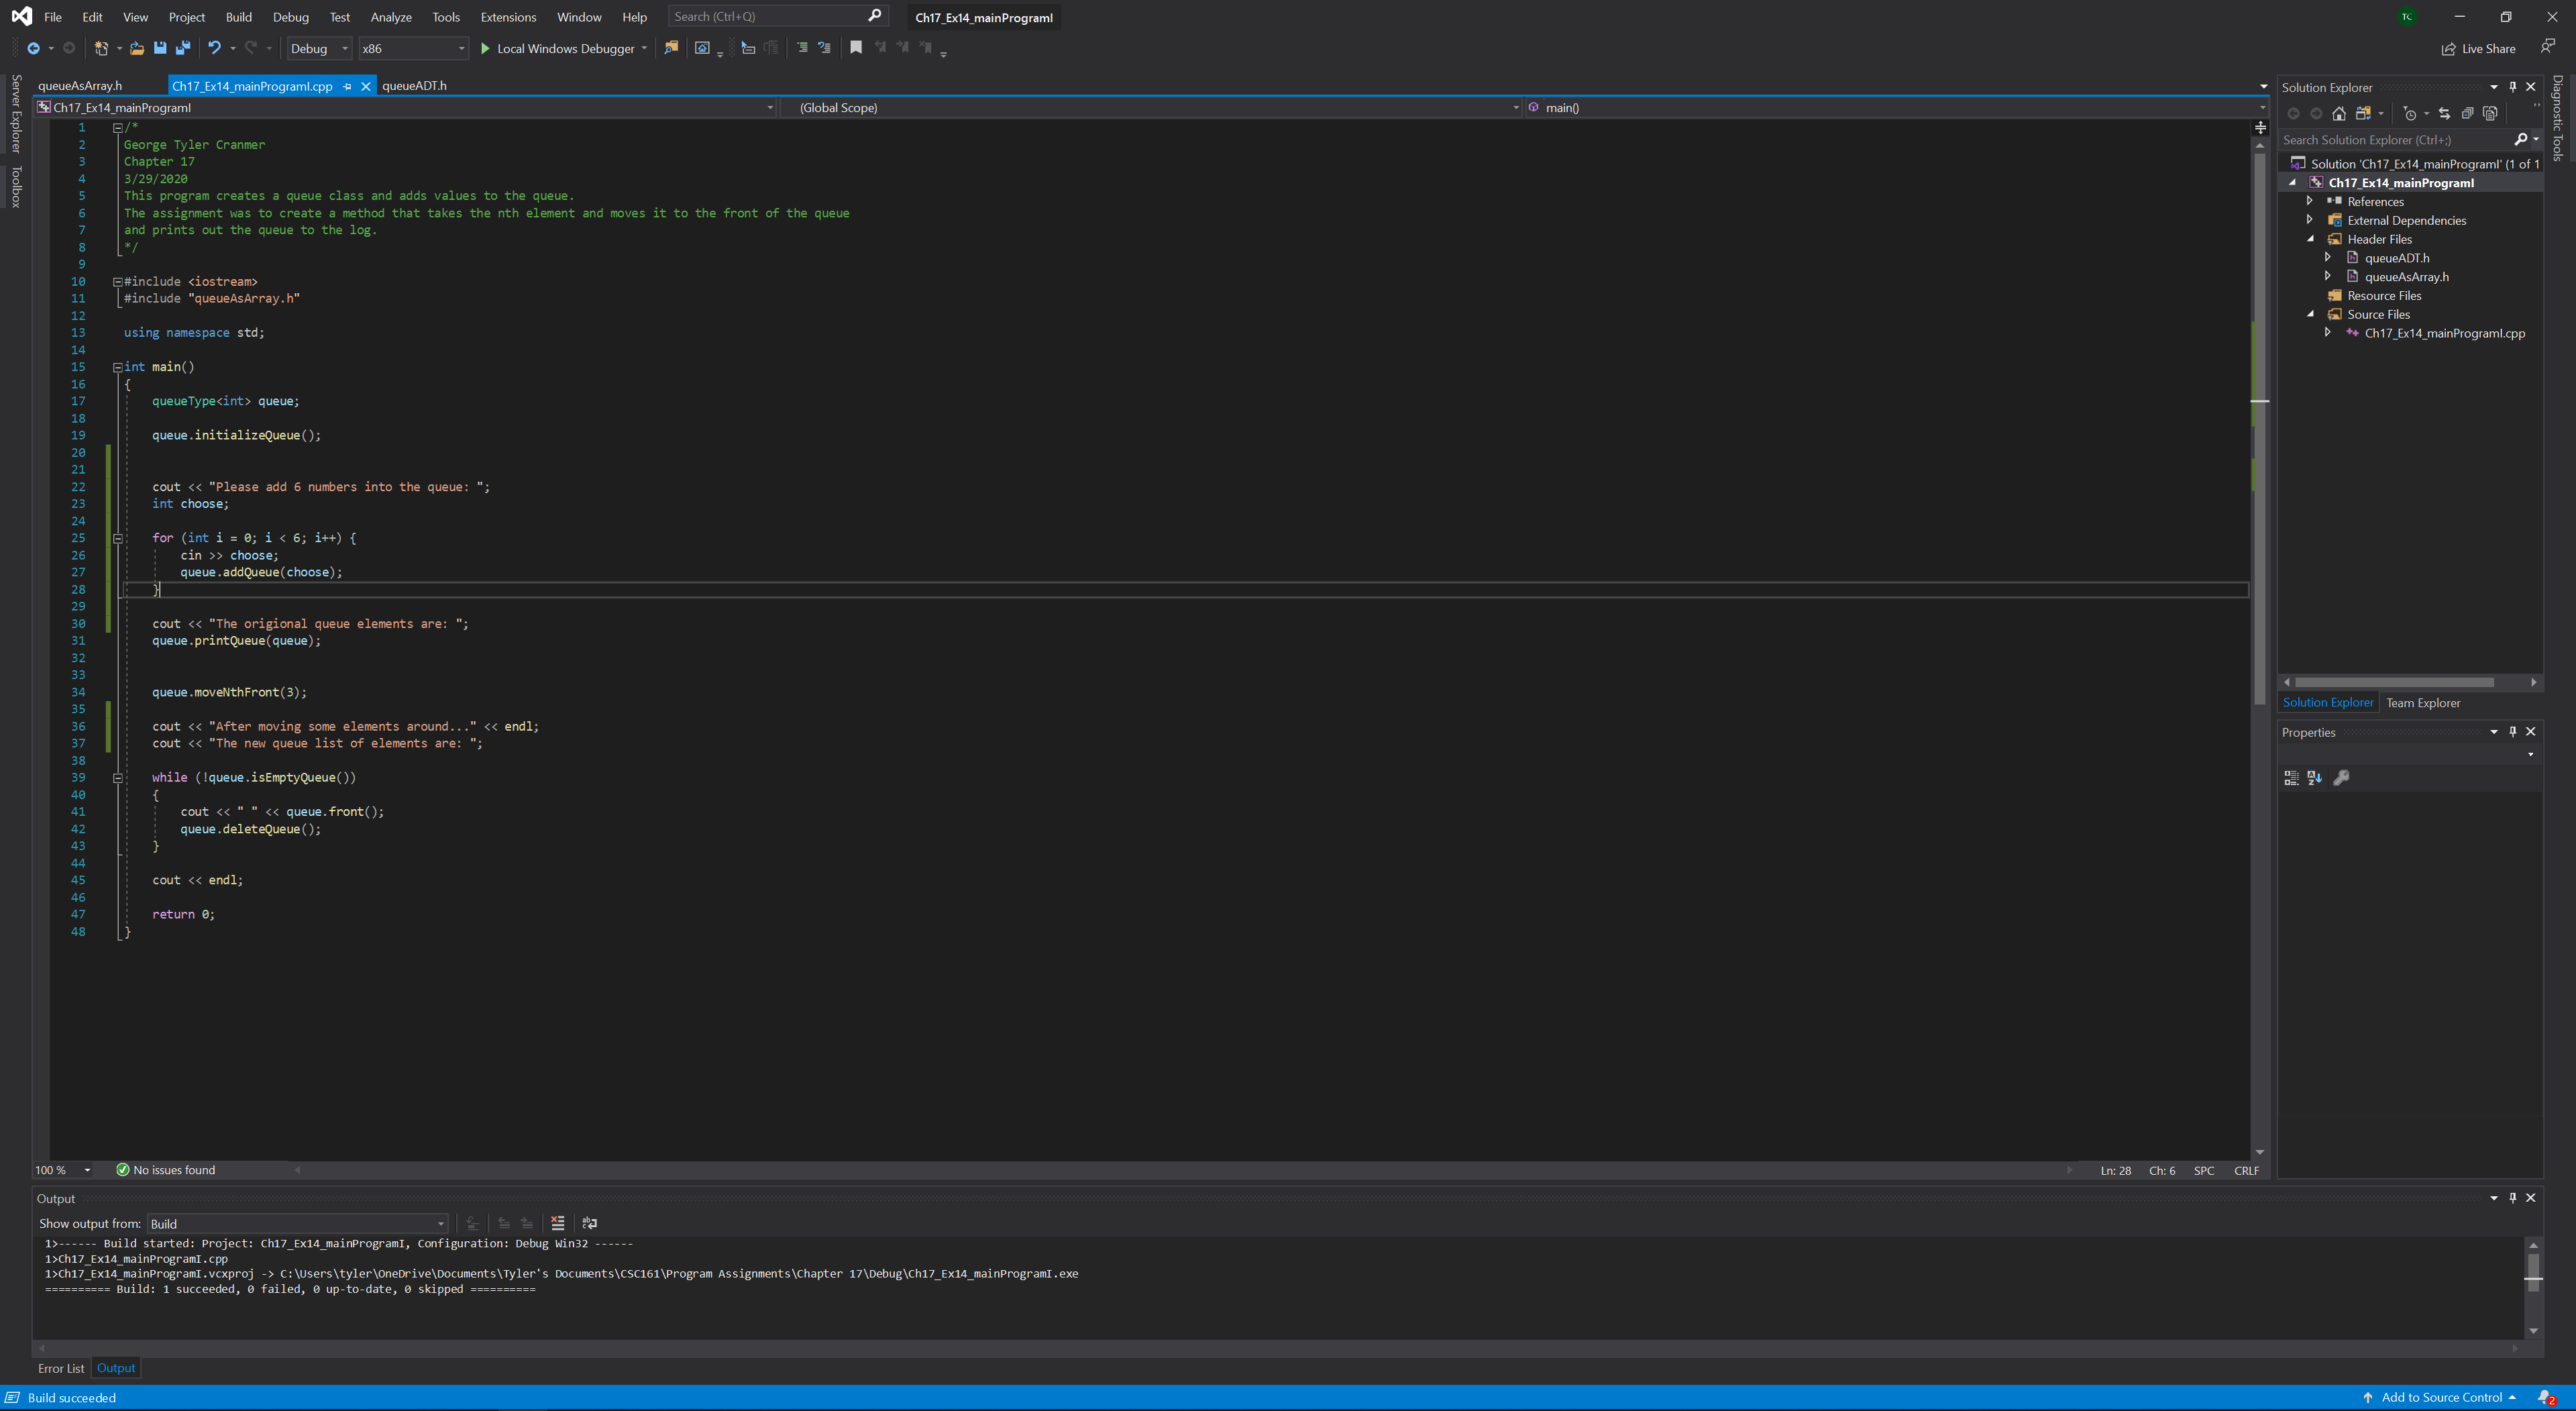 File Edit View Project Build Debug Test Analyze Tools Extensions Window Help Search (Ctrl+Q) Ch17_Ex14_mainProgramI TC
Debug x86 Local Windows Debugger Live Share
Server Explorer
Toolbox
queueAsArray.h Ch17_Ex14_mainProgramI.cpp queueADT.h
Ch17_Ex14_mainProgramI (Global Scope) main()
1 /*
2 George Tyler Cranmer
3 Chapter 17
4 3/29/2020
5 This program creates a queue class and adds values to the queue.
6 The assignment was to create a method that takes the nth element and moves it to the front of the queue
7 and prints out the queue to the log.
8 */
9
10 #include <iostream>
11 #include "queueAsArray.h"
12
13 using namespace std;
14
15 int main()
16 {
17 queueType<int> queue;
18
19 queue.initializeQueue();
20
21
22 cout << "Please add 6 numbers into the queue: ";
23 int choose;
24
25 for (int i = 0; i < 6; i++) {
26 cin >> choose;
27 queue.addQueue(choose);
28 }
29
30 cout << "The origional queue elements are: ";
31 queue.printQueue(queue);
32
33
34 queue.moveNthFront(3);
35
36 cout << "After moving some elements around..." << endl;
37 cout << "The new queue list of elements are: ";
38
39 while (!queue.isEmptyQueue())
40 {
41 cout << " " << queue.front();
42 queue.deleteQueue();
43 }
44
45 cout << endl;
46
47 return 0;
48 }
100 % No issues found Ln: 28 Ch: 6 SPC CRLF
Output
Show output from: Build
1>------ Build started: Project: Ch17_Ex14_mainProgramI, Configuration: Debug Win32 ------
1>Ch17_Ex14_mainProgramI.cpp
1>Ch17_Ex14_mainProgramI.vcxproj -> C:\Users\tyler\OneDrive\Documents\Tyler's Documents\CSC161\Program Assignments\Chapter 17\Debug\Ch17_Ex14_mainProgramI.exe
========== Build: 1 succeeded, 0 failed, 0 up-to-date, 0 skipped ==========
Error List Output
Solution Explorer
Search Solution Explorer (Ctrl+;)
Solution 'Ch17_Ex14_mainProgramI' (1 of 1
Ch17_Ex14_mainProgramI
References
External Dependencies
Header Files
queueADT.h
queueAsArray.h
Resource Files
Source Files
Ch17_Ex14_mainProgramI.cpp
Solution Explorer Team Explorer
Properties
Diagnostic Tools
Build succeeded Add to Source Control 2